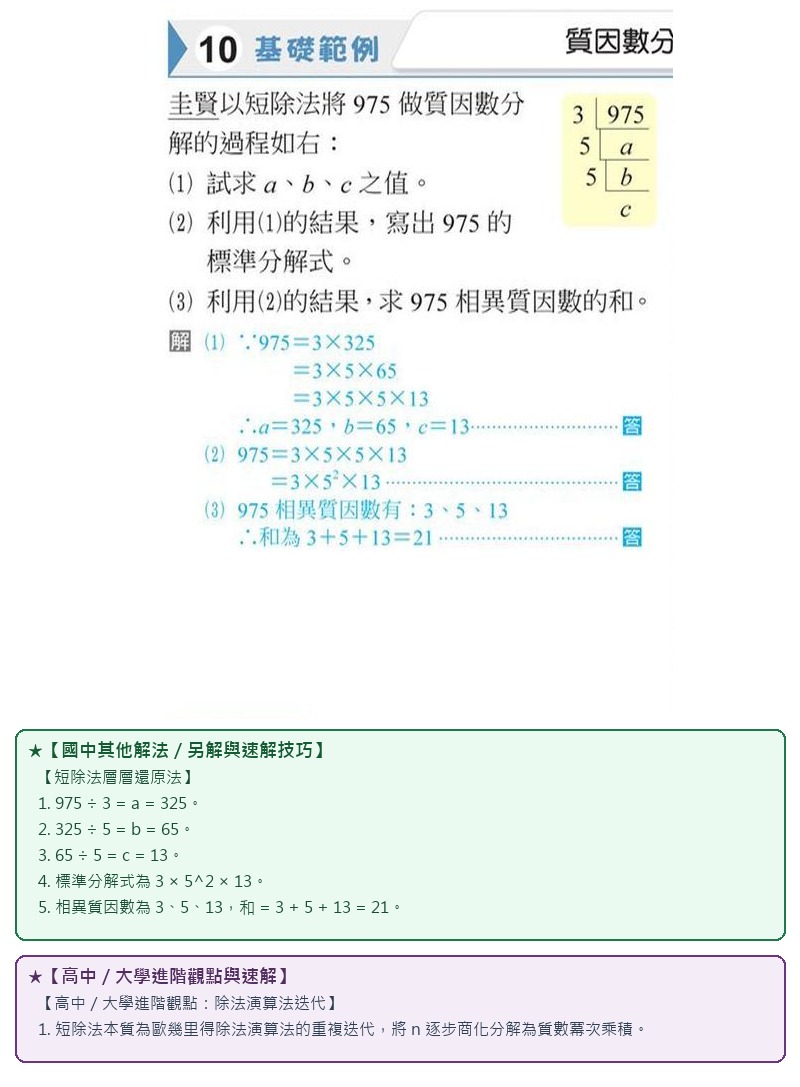 10 基礎範例
質因數分
圭賢以短除法將 975 做質因數分
解的過程如右：
3 975
5 a
5 b
c
⑴ 試求 a、b、c 之值。
⑵ 利用⑴的結果，寫出 975 的
標準分解式。
⑶ 利用⑵的結果，求 975 相異質因數的和。
解 ⑴ ∵975＝3×325
＝3×5×65
＝3×5×5×13
∴a＝325，b＝65，c＝13………………………答
⑵ 975＝3×5×5×13
＝3×5²×13………………………………………答
⑶ 975 相異質因數有：3、5、13
∴和為 3＋5＋13＝21………………………………答
★【國中其他解法 / 另解與速解技巧】
【短除法層層還原法】
1. 975 ÷ 3 = a = 325。
2. 325 ÷ 5 = b = 65。
3. 65 ÷ 5 = c = 13。
4. 標準分解式為 3 × 5^2 × 13。
5. 相異質因數為 3、5、13，和 = 3 + 5 + 13 = 21。
★【高中 / 大學進階觀點與速解】
【高中 / 大學進階觀點：除法演算法迭代】
1. 短除法本質為歐幾里得除法演算法的重複迭代，將 n 逐步商化分解為質數冪次乘積。